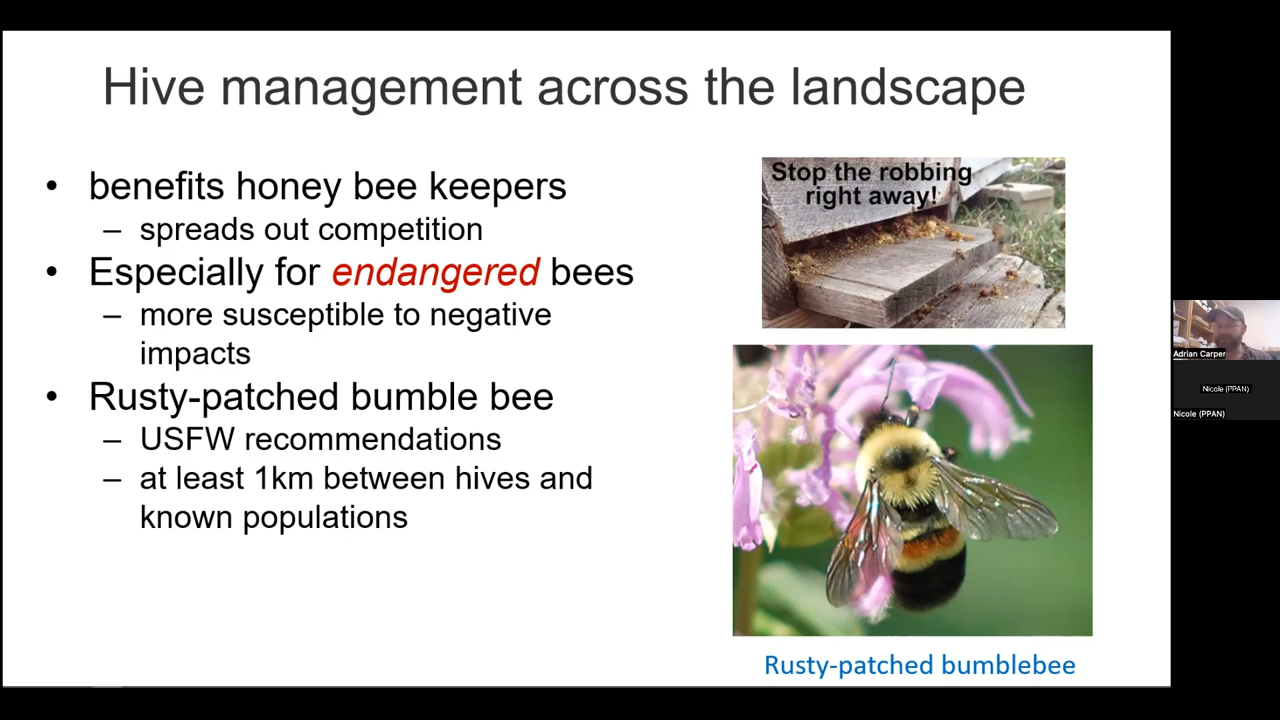 Hive management across the landscape
• benefits honey bee keepers
– spreads out competition
• Especially for endangered bees
– more susceptible to negative
impacts
• Rusty-patched bumble bee
– USFW recommendations
– at least 1km between hives and
known populations
Stop the robbing
right away!
Rusty-patched bumblebee
Adrian Carper
Nicole (PPAN)
Nicole (PPAN)